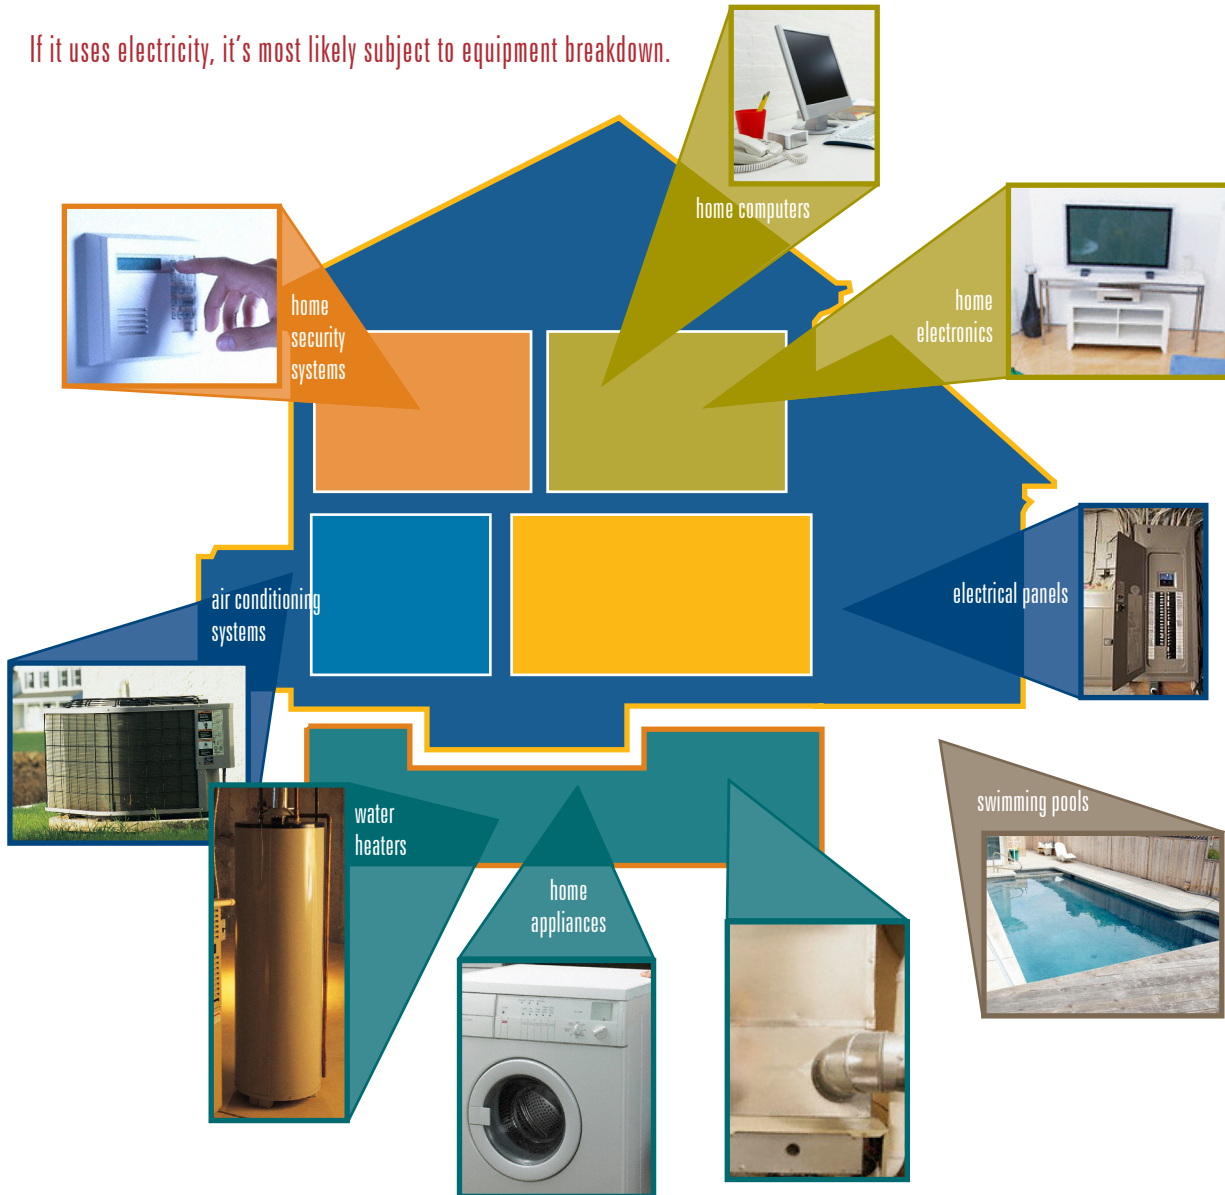 If it uses electricity, it’s most likely subject to equipment breakdown.
home computers
home
electronics
home
security
systems
air conditioning
systems
electrical panels
water
heaters
home
appliances
swimming pools